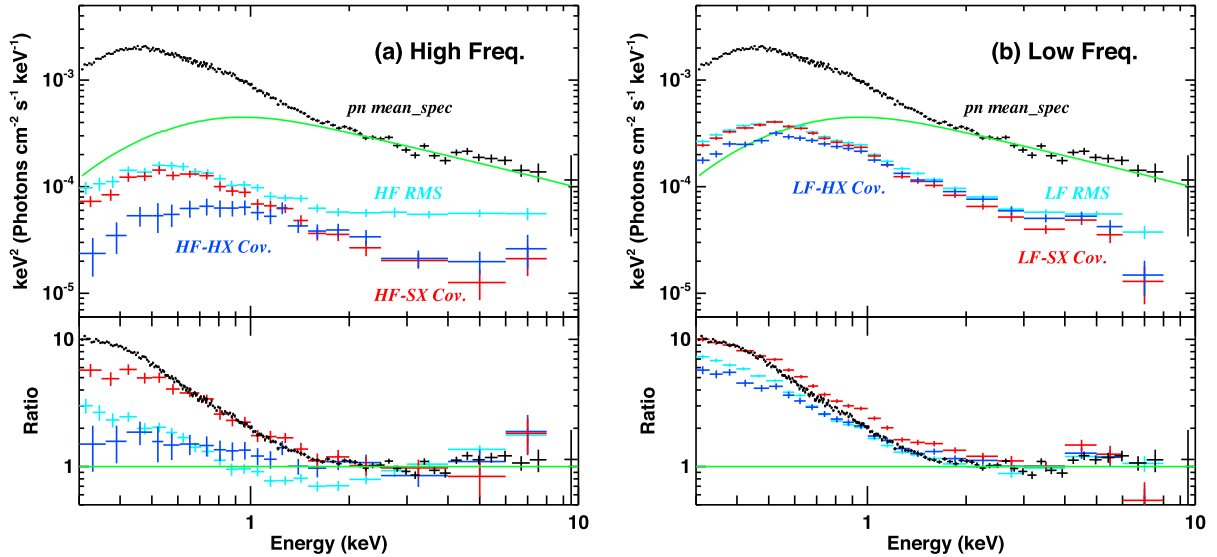 (a) High Freq.
pn mean_spec
HF RMS
HF-HX Cov.
HF-SX Cov.
keV² (Photons cm⁻² s⁻¹ keV⁻¹)
10⁻³
10⁻⁴
10⁻⁵
Ratio
10
1
1
10
Energy (keV)
(b) Low Freq.
pn mean_spec
LF-HX Cov.
LF RMS
LF-SX Cov.
keV² (Photons cm⁻² s⁻¹ keV⁻¹)
10⁻³
10⁻⁴
10⁻⁵
Ratio
10
1
1
10
Energy (keV)